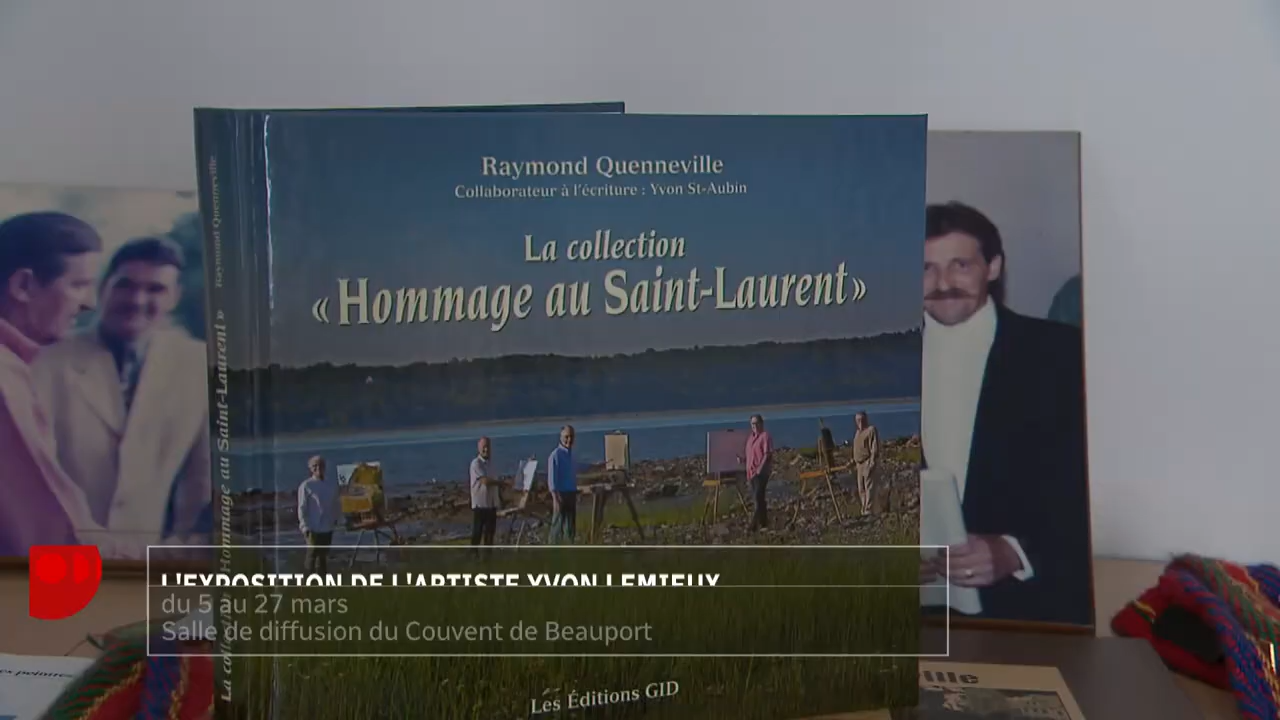 Raymond Quenneville
Collaborateur à l'écriture : Yvon St-Aubin
La collection
« Hommage au Saint-Laurent »
Raymond Quenneville
La collection « Hommage au Saint-Laurent »
L'EXPOSITION DE L'ARTISTE YVON LEMIEUX
du 5 au 27 mars
Salle de diffusion du Couvent de Beauport
Les Éditions GID